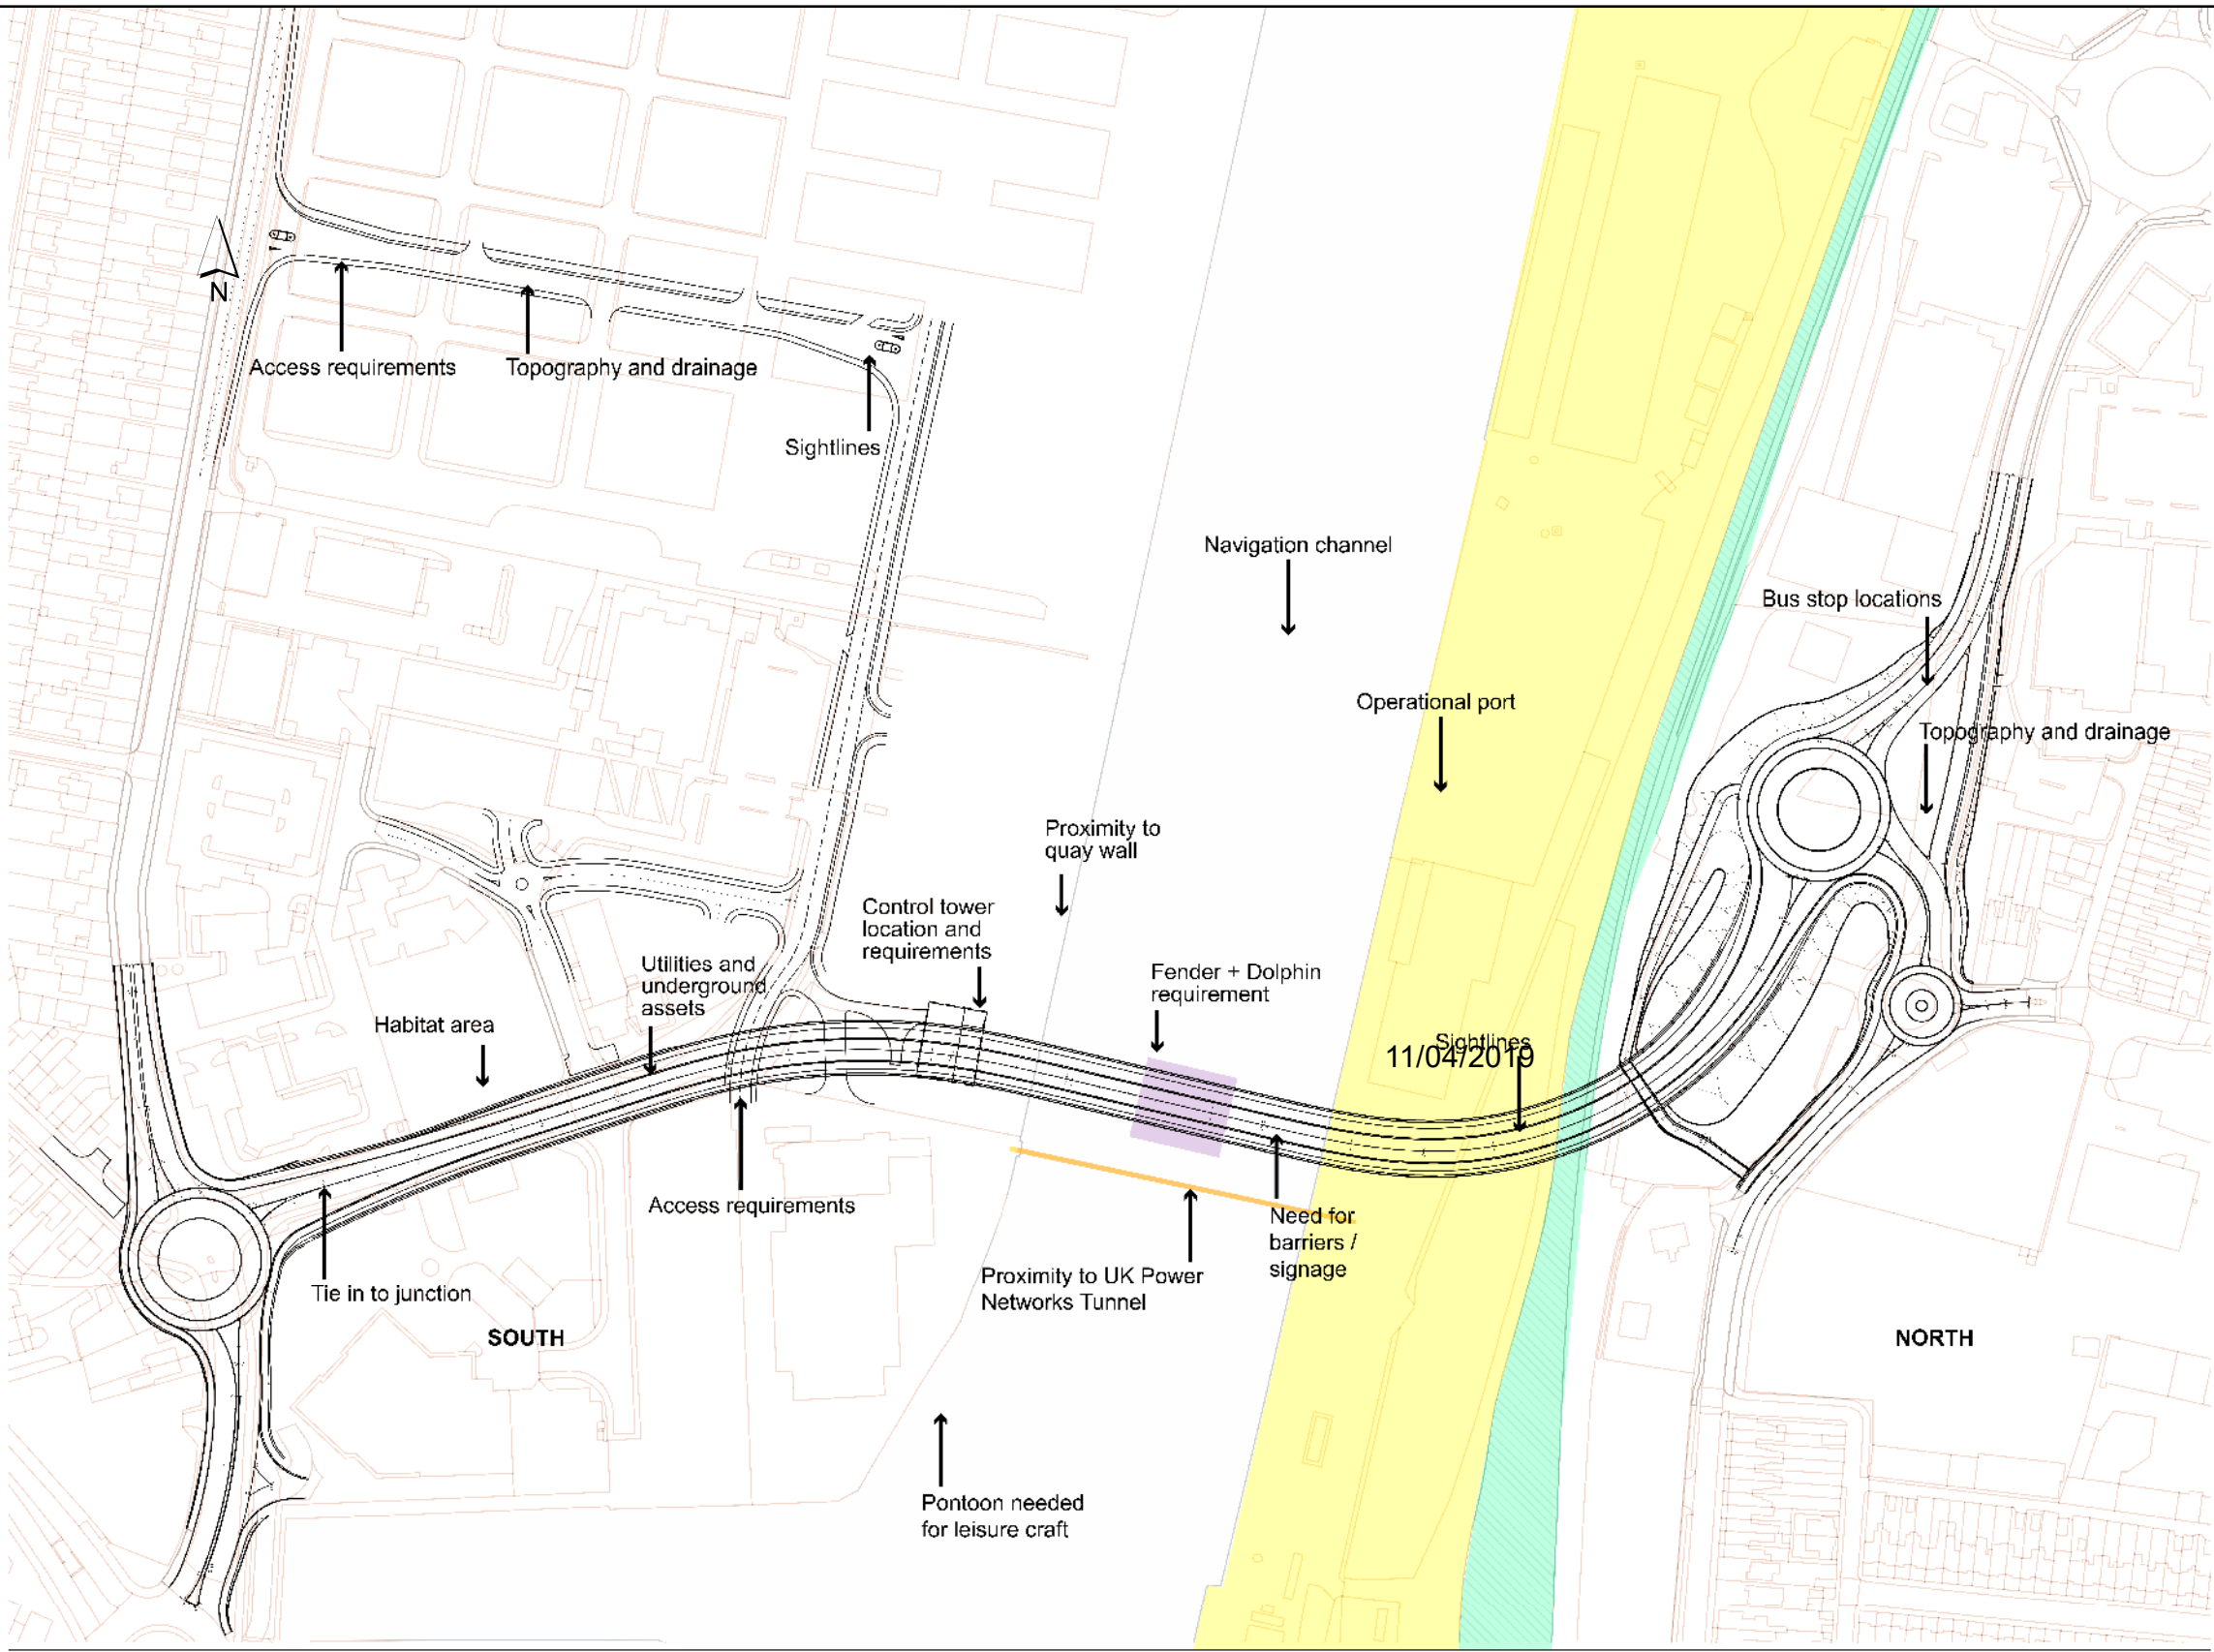 N
Access requirements
Topography and drainage
Sightlines
Navigation channel
Bus stop locations
Operational port
Topography and drainage
Proximity to
quay wall
Control tower
location and
requirements
Utilities and
underground
assets
Fender + Dolphin
requirement
Habitat area
Sightlines
11/04/2019
Access requirements
Need for
barriers /
signage
Proximity to UK Power
Networks Tunnel
Tie in to junction
SOUTH
NORTH
Pontoon needed
for leisure craft